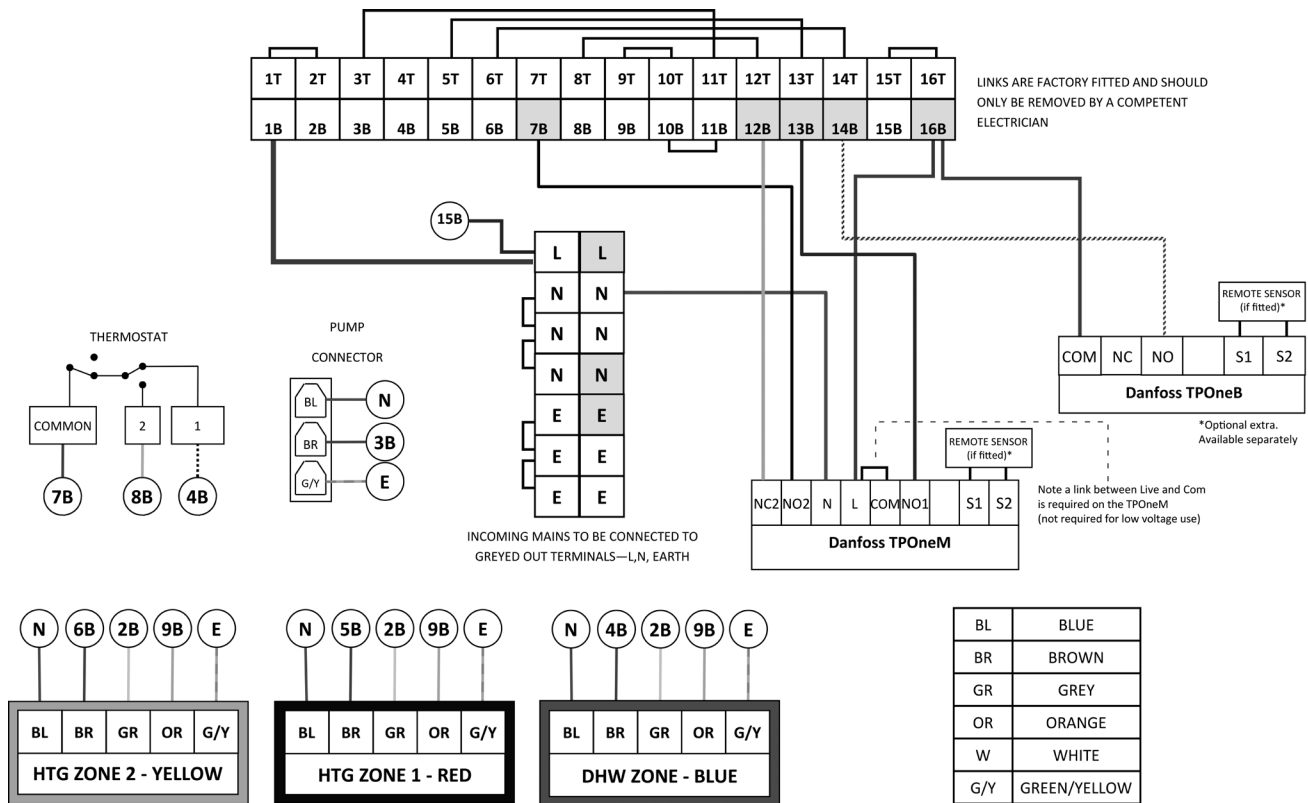 1T 2T 3T 4T 5T 6T 7T 8T 9T 10T 11T 12T 13T 14T 15T 16T
1B 2B 3B 4B 5B 6B 7B 8B 9B 10B 11B 12B 13B 14B 15B 16B
LINKS ARE FACTORY FITTED AND SHOULD
ONLY BE REMOVED BY A COMPETENT
ELECTRICIAN
15B
L L
N N
N N
N N
E E
E E
E E
INCOMING MAINS TO BE CONNECTED TO
GREYED OUT TERMINALS—L,N, EARTH
THERMOSTAT
COMMON 2 1
7B 8B 4B
PUMP
CONNECTOR
BL N
BR 3B
G/Y E
REMOTE SENSOR
(if fitted)*
COM NC NO S1 S2
Danfoss TPOneB
*Optional extra.
Available separately
REMOTE SENSOR
(if fitted)*
NC2 NO2 N L COM NO1 S1 S2
Danfoss TPOneM
Note a link between Live and Com
is required on the TPOneM
(not required for low voltage use)
N 6B 2B 9B E
BL BR GR OR G/Y
HTG ZONE 2 - YELLOW
N 5B 2B 9B E
BL BR GR OR G/Y
HTG ZONE 1 - RED
N 4B 2B 9B E
BL BR GR OR G/Y
DHW ZONE - BLUE
BL BLUE
BR BROWN
GR GREY
OR ORANGE
W WHITE
G/Y GREEN/YELLOW